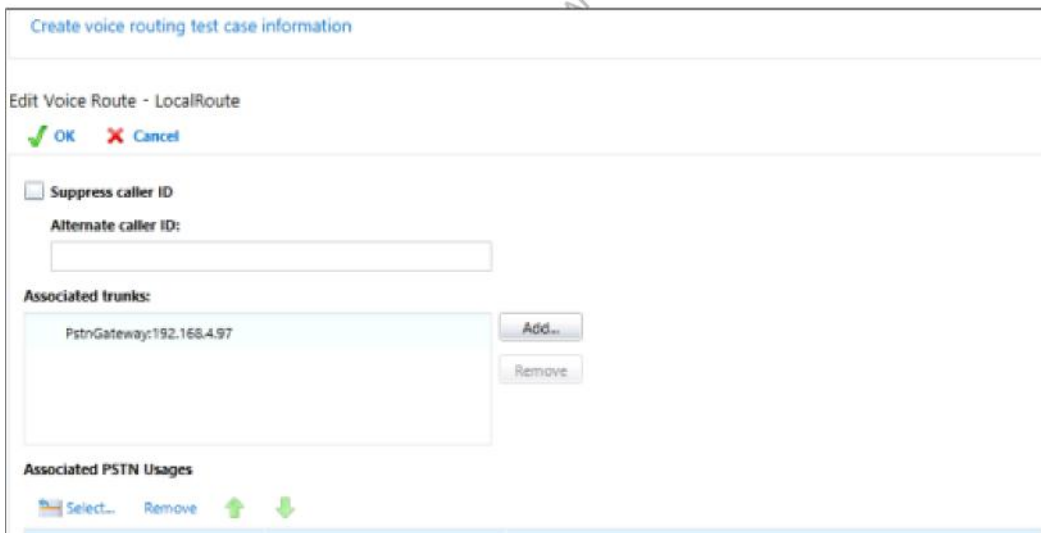 Create voice routing test case information
Edit Voice Route - LocalRoute
OK Cancel
Suppress caller ID
Alternate caller ID:
Associated trunks:
PstnGateway:192.168.4.97 Add...
Remove
Associated PSTN Usages
Select... Remove